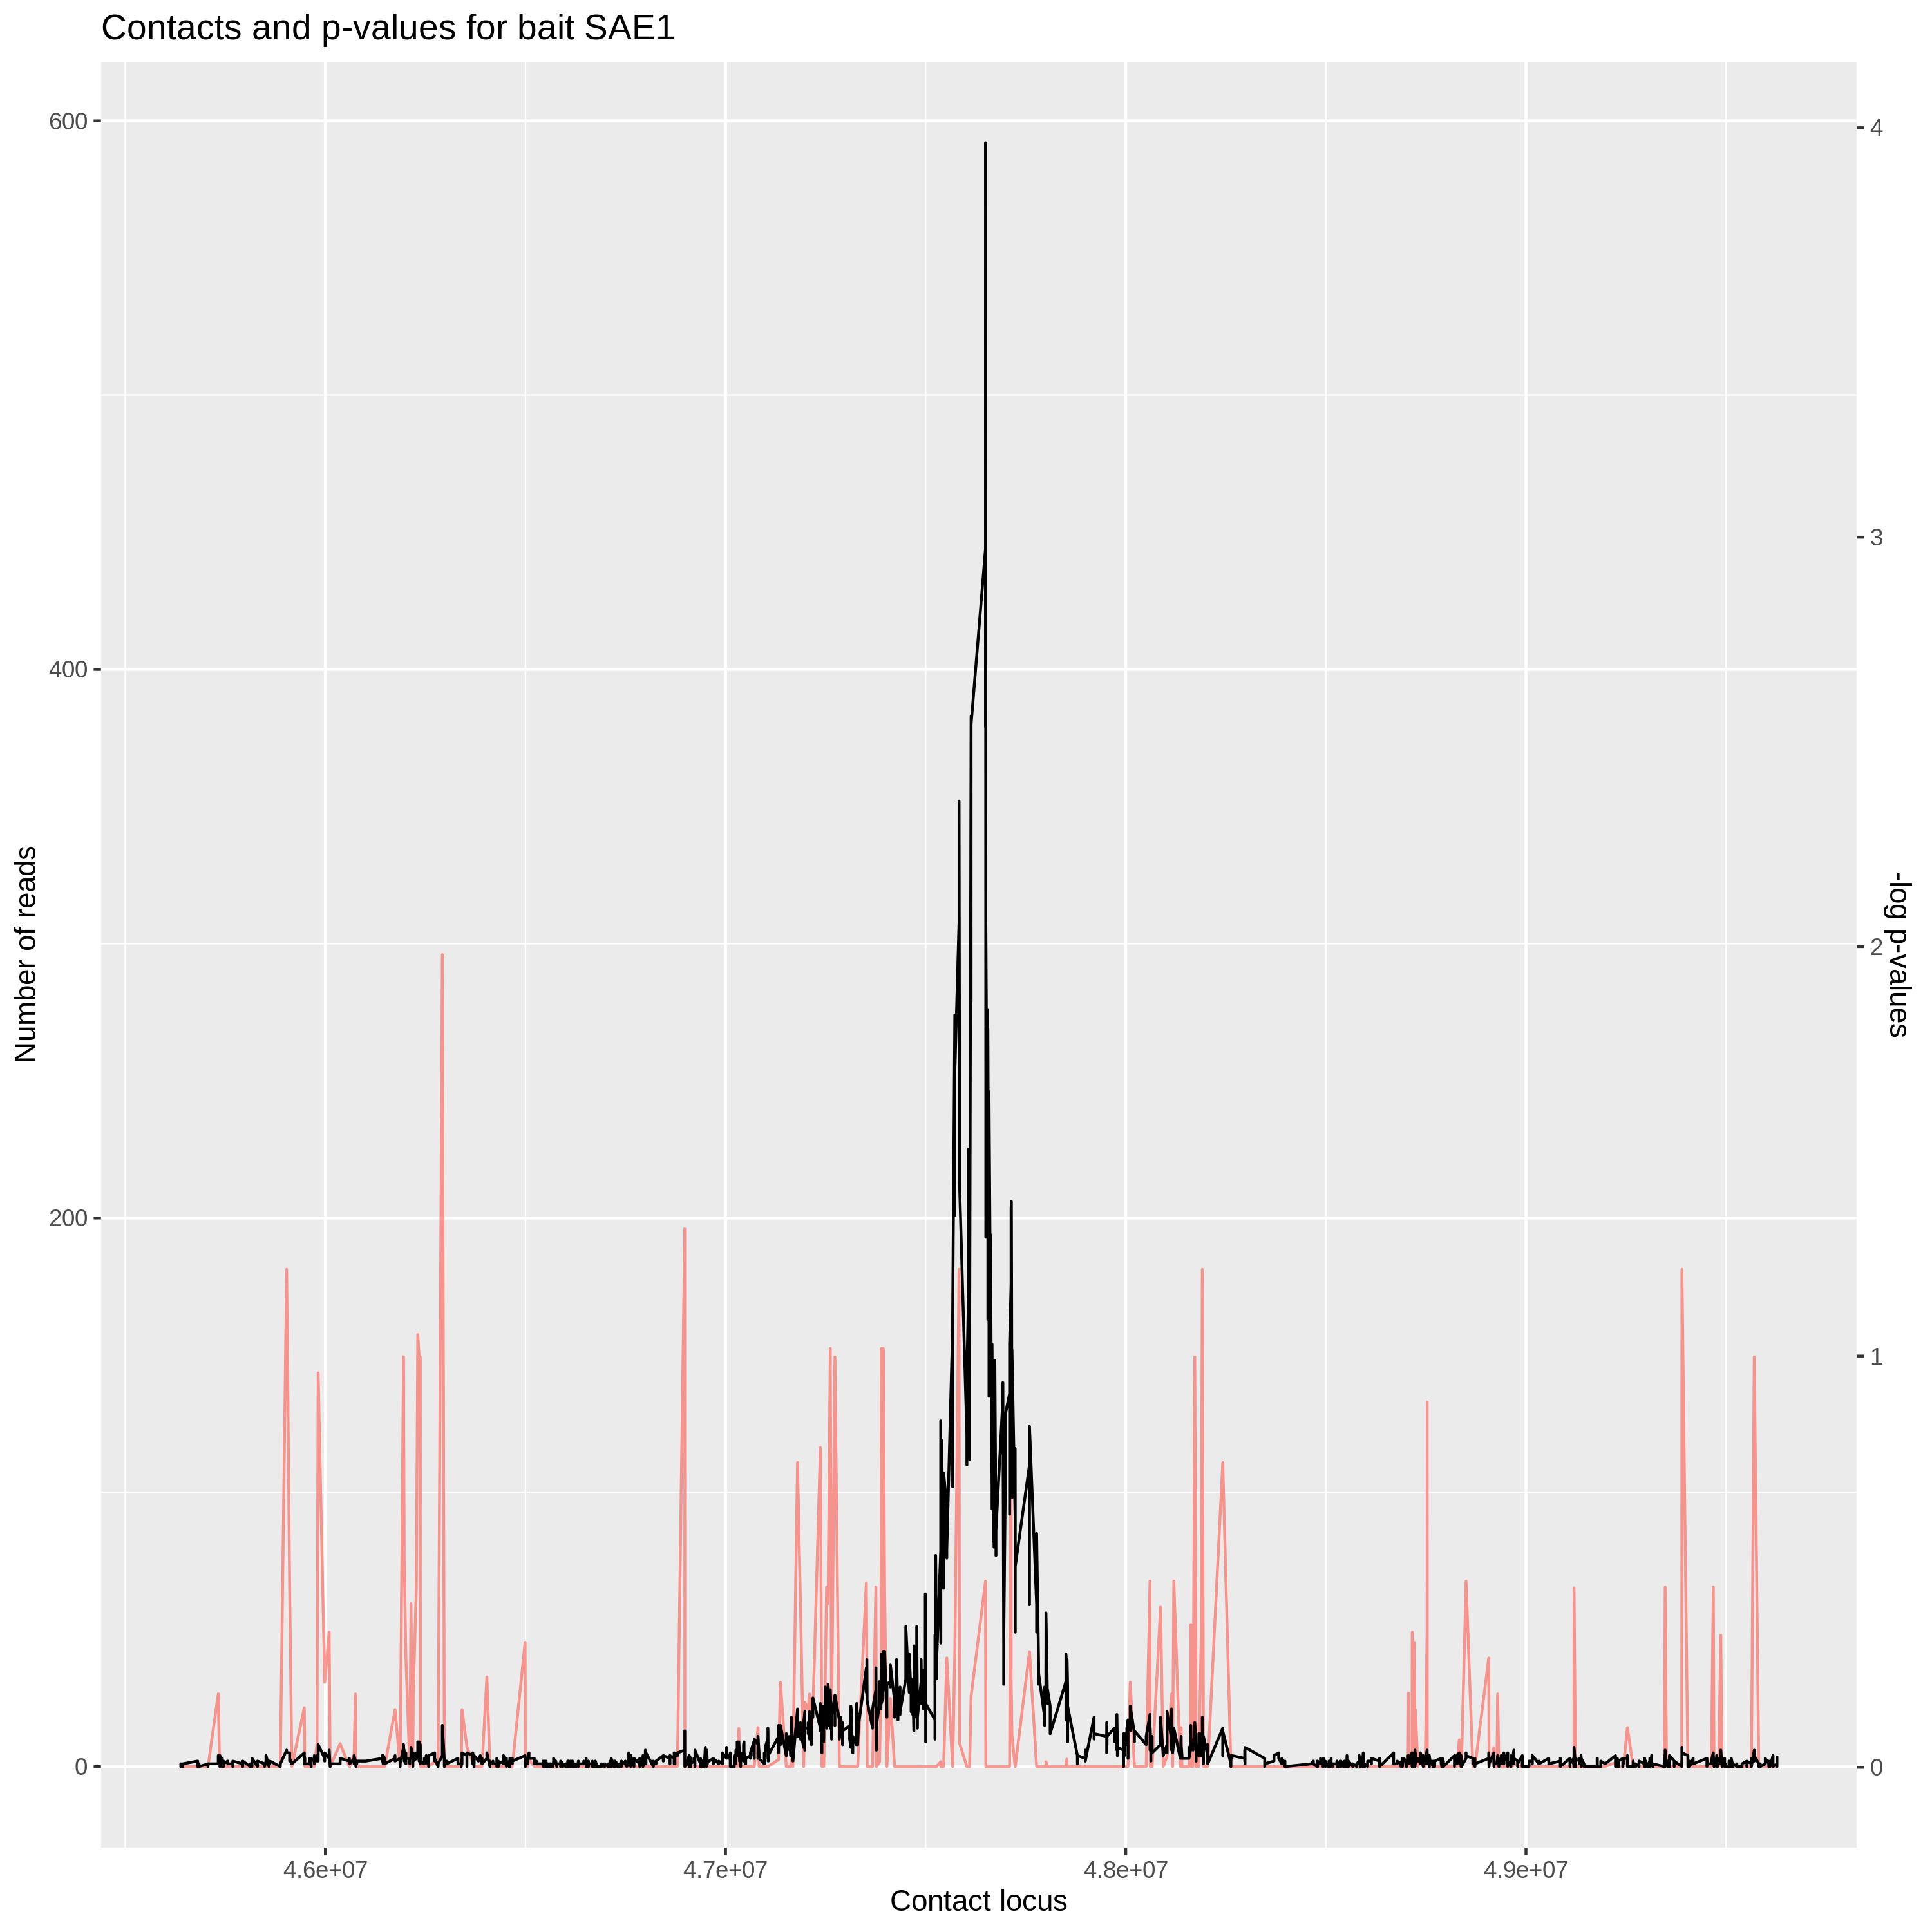 Contacts and p-values for bait SAE1
600
400
200
0
4
3
2
1
0
Number of reads
-log p-values
4.6e+07 4.7e+07 4.8e+07 4.9e+07
Contact locus